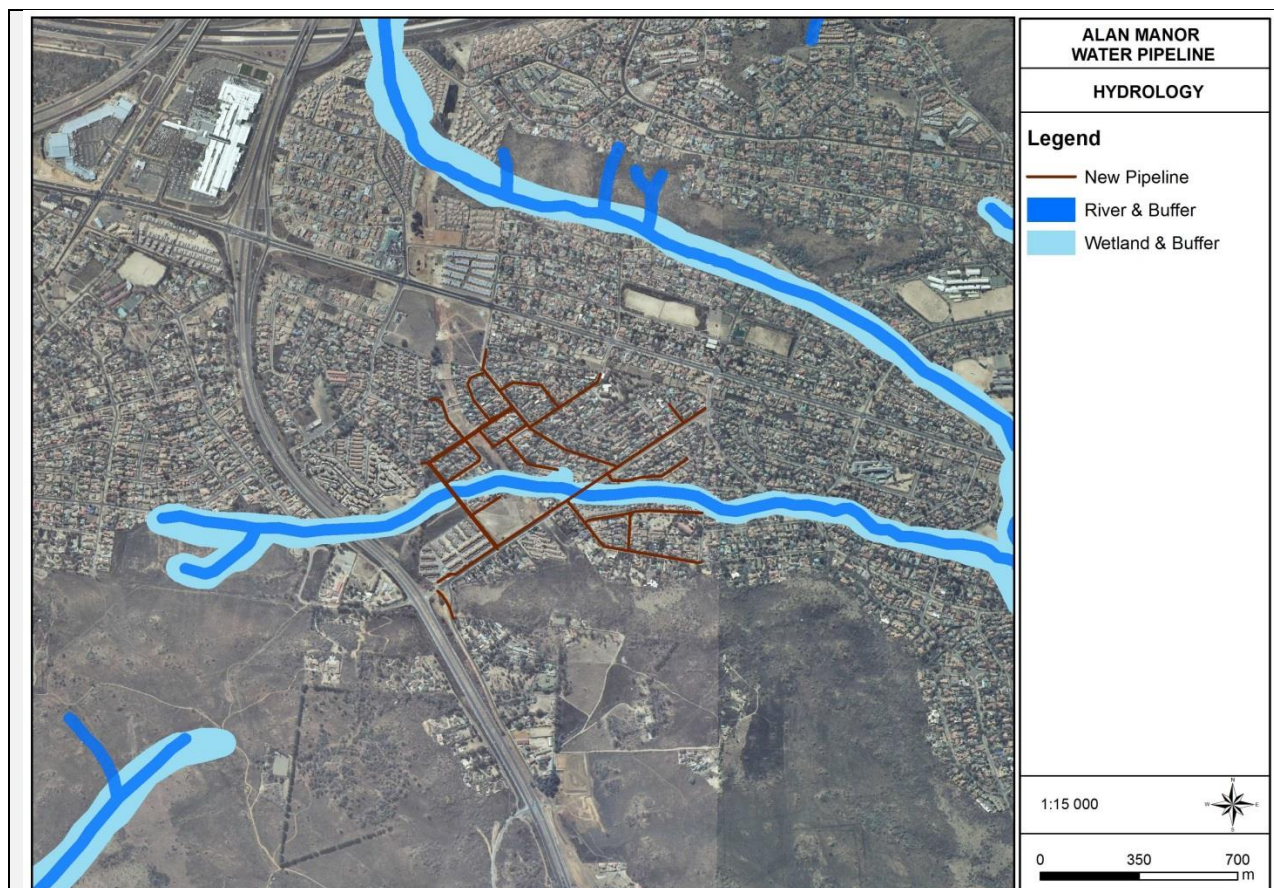 ALAN MANOR
WATER PIPELINE
HYDROLOGY
Legend
New Pipeline
River & Buffer
Wetland & Buffer
1:15 000
N
W
E
S
0 350 700
m